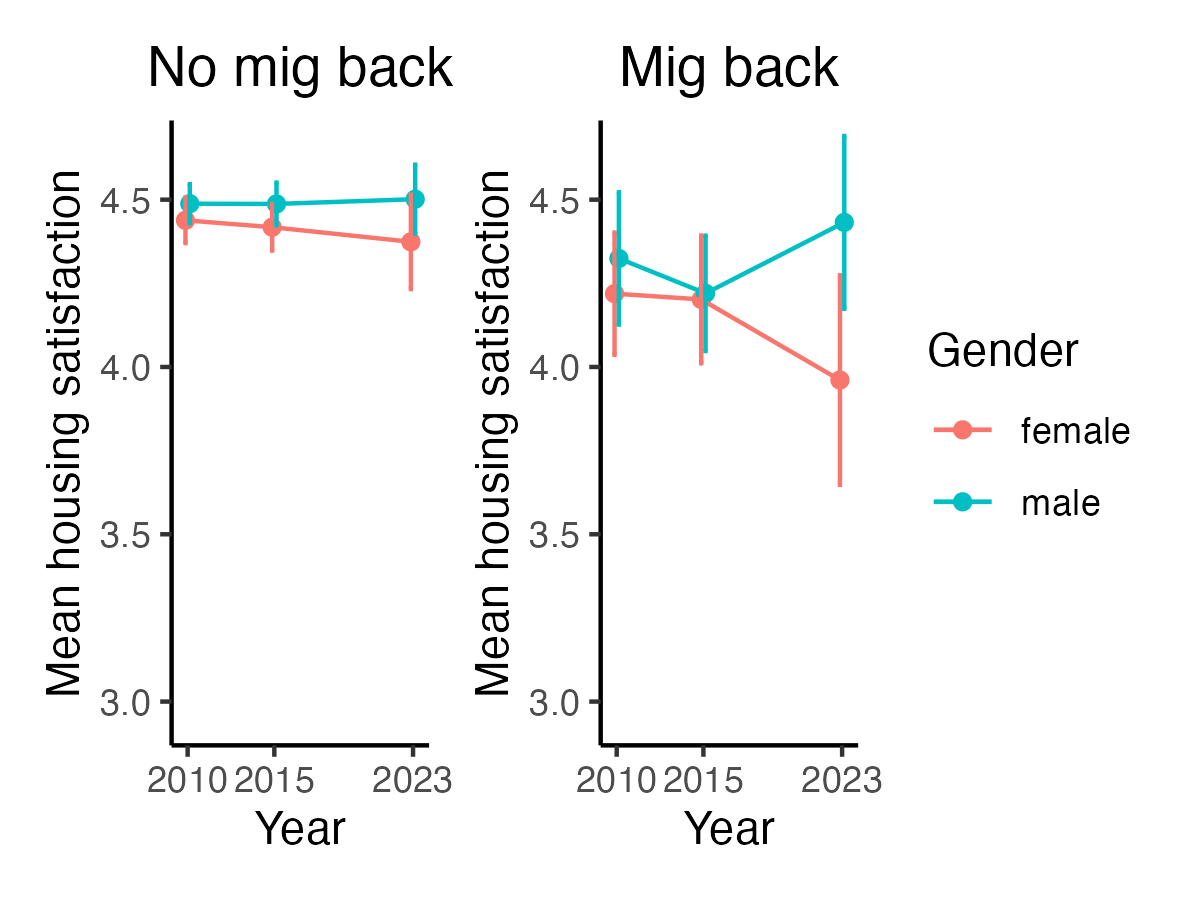 No mig back
Mean housing satisfaction
4.5
4.0
3.5
3.0
2010 2015 2023
Year
Mig back
Mean housing satisfaction
4.5
4.0
3.5
3.0
2010 2015 2023
Year
Gender
female
male